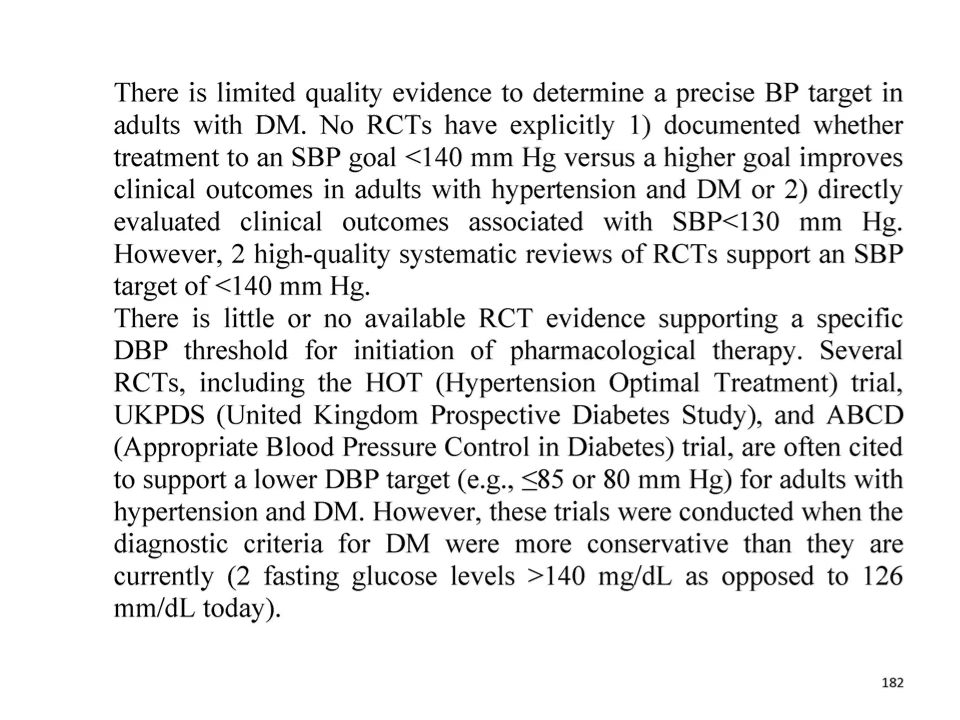 There is limited quality evidence to determine a precise BP target in
adults with DM. No RCTs have explicitly 1) documented whether
treatment to an SBP goal <140 mm Hg versus a higher goal improves
clinical outcomes in adults with hypertension and DM or 2) directly
evaluated clinical outcomes associated with SBP<130 mm Hg.
However, 2 high-quality systematic reviews of RCTs support an SBP
target of <140 mm Hg.
There is little or no available RCT evidence supporting a specific
DBP threshold for initiation of pharmacological therapy. Several
RCTs, including the HOT (Hypertension Optimal Treatment) trial,
UKPDS (United Kingdom Prospective Diabetes Study), and ABCD
(Appropriate Blood Pressure Control in Diabetes) trial, are often cited
to support a lower DBP target (e.g., ≤85 or 80 mm Hg) for adults with
hypertension and DM. However, these trials were conducted when the
diagnostic criteria for DM were more conservative than they are
currently (2 fasting glucose levels >140 mg/dL as opposed to 126
mm/dL today).
182